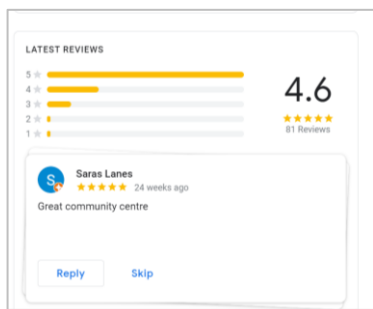 LATEST REVIEWS
5
4
3
2
1
4.6
81 Reviews
S
Saras Lanes
24 weeks ago
Great community centre
Reply Skip